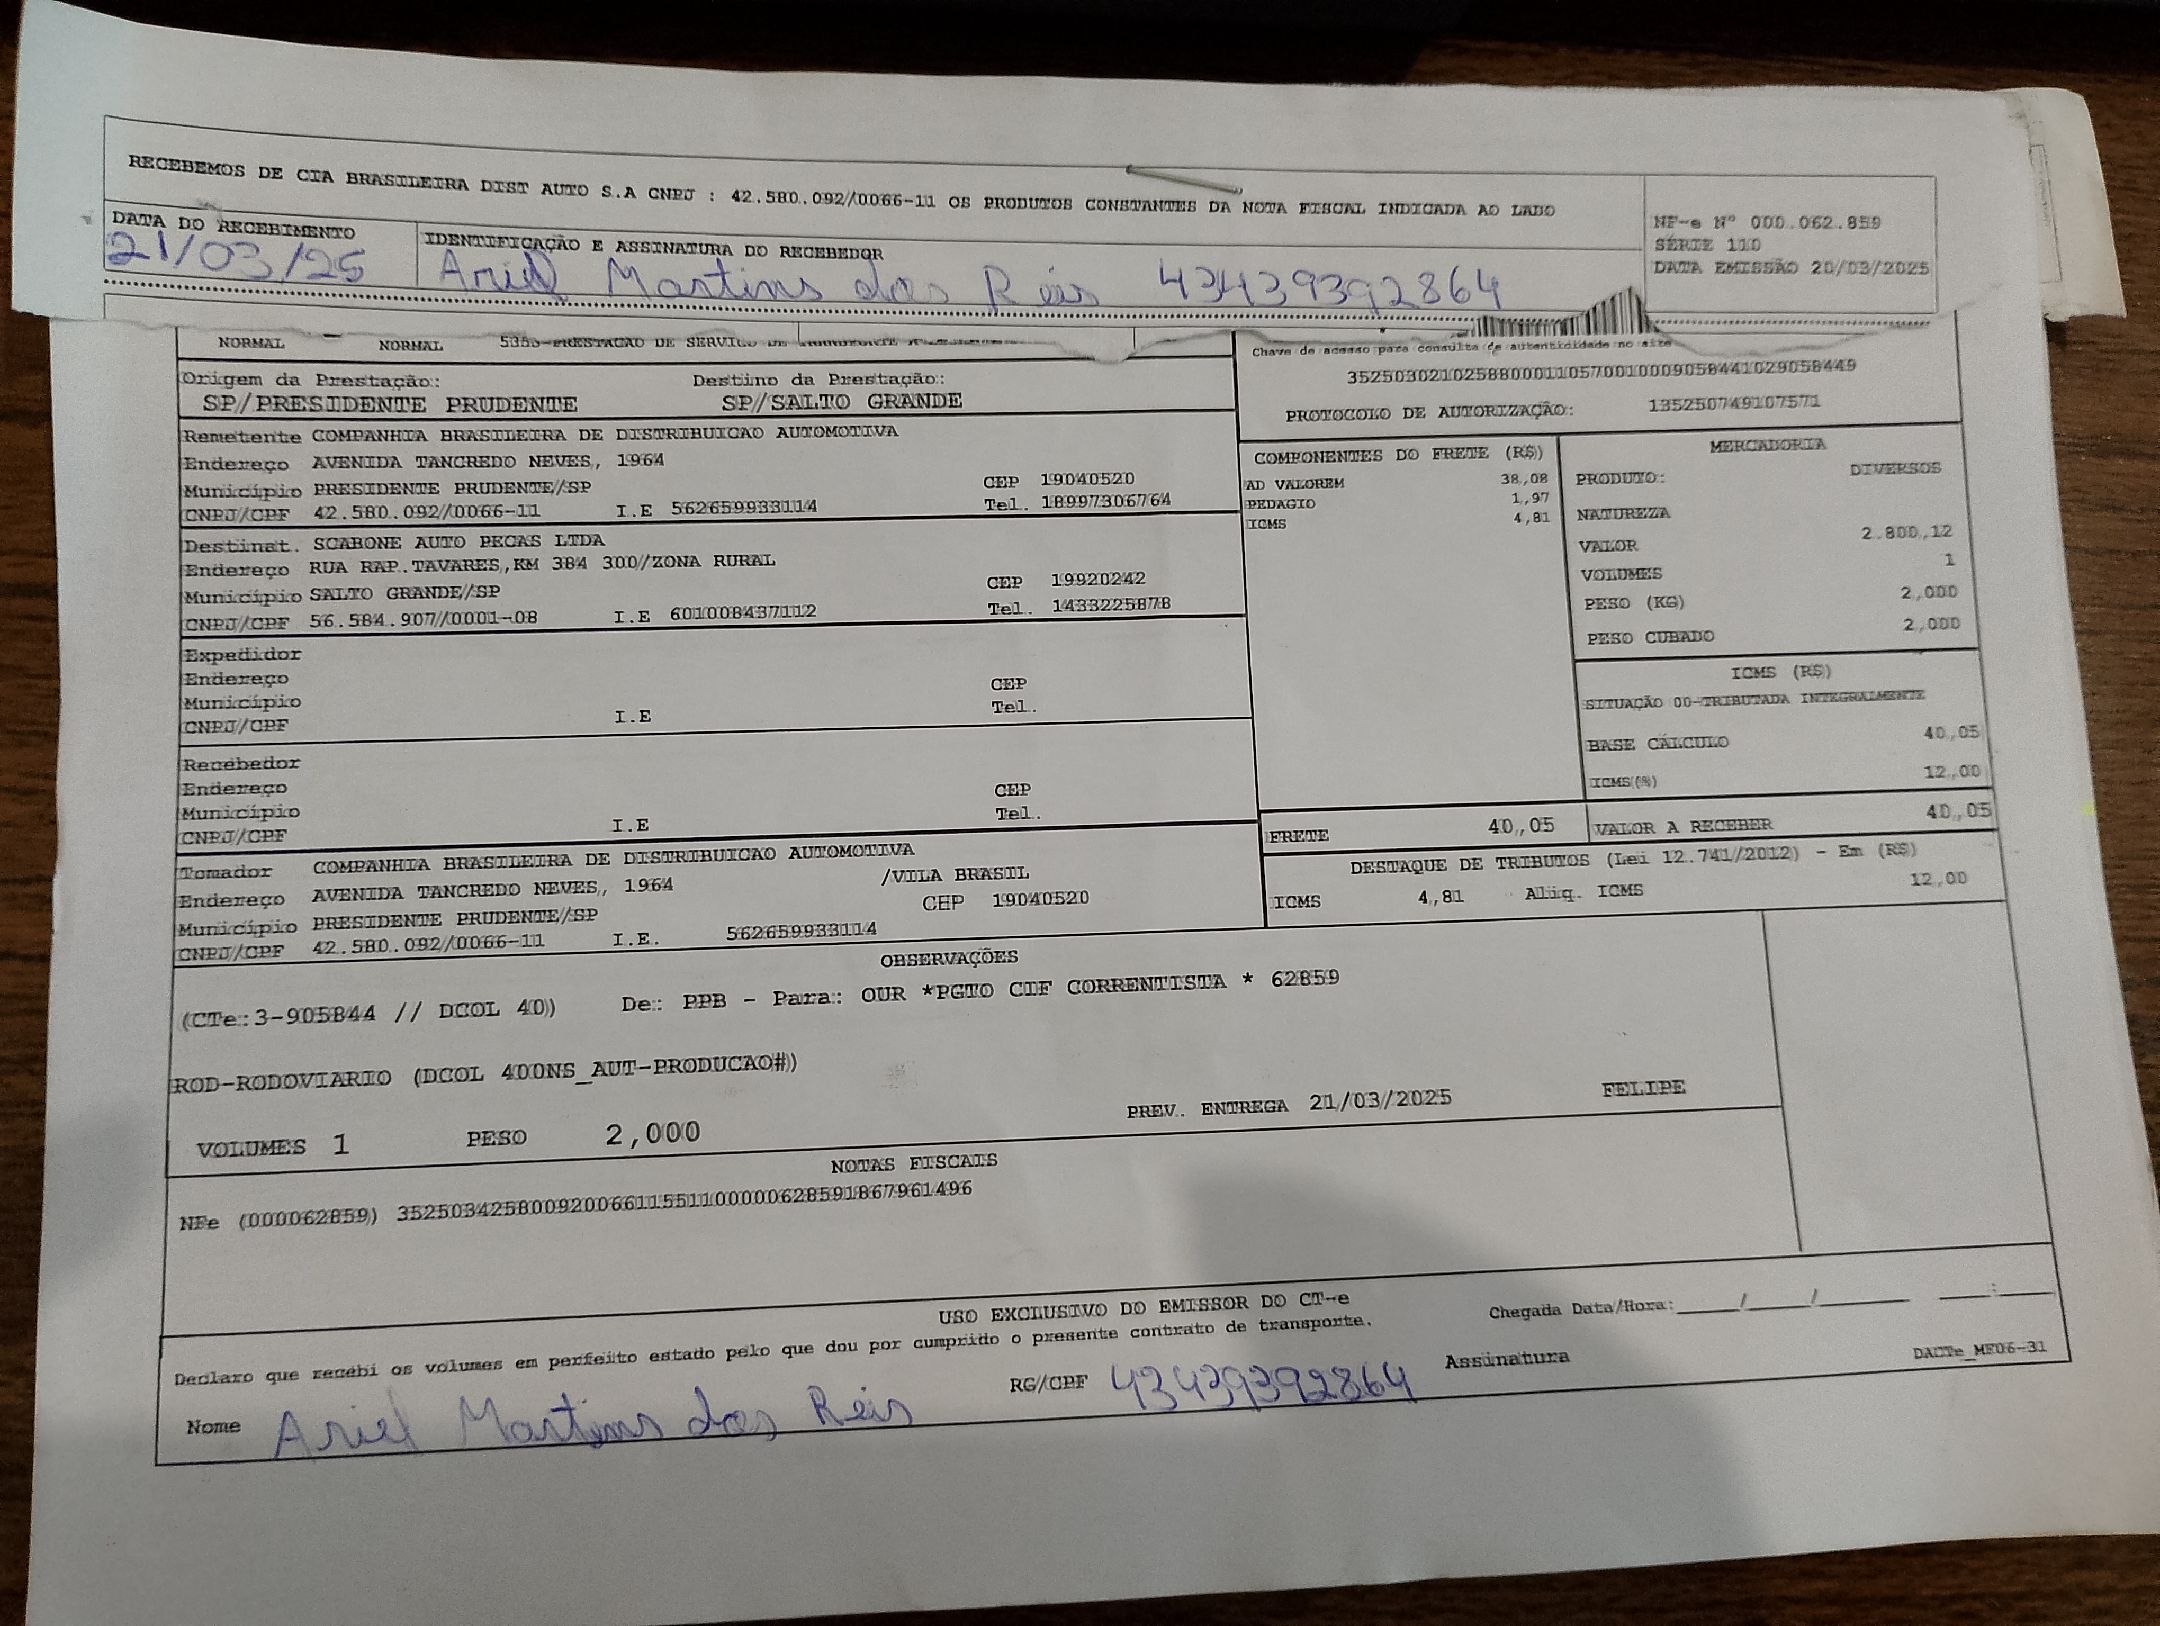 RECEBEMOS DE CIA BRASILEIRA DIST AUTO S.A CNPJ : 42.580.092/0066-11 OS PRODUTOS CONSTANTES DA NOTA FISCAL INDICADA AO LADO
NF-e Nº 000.062.859
SÉRIE 110
DATA EMISSÃO 20/03/2025
DATA DO RECEBIMENTO
21/03/25
IDENTIFICAÇÃO E ASSINATURA DO RECEBEDOR
Ariel Martins dos Reis 43439392864
NORMAL NORMAL 5353-PRESTACAO DE SERVICO DE
Chave de acesso para consulta de autenticidade no site
35250302102588000110570010009058441029058449
PROTOCOLO DE AUTORIZAÇÃO: 135250749107571
Origem da Prestação: Destino da Prestação:
SP/PRESIDENTE PRUDENTE SP/SALTO GRANDE
Remetente COMPANHIA BRASILEIRA DE DISTRIBUICAO AUTOMOTIVA
Endereço AVENIDA TANCREDO NEVES, 1964
Município PRESIDENTE PRUDENTE/SP CEP 19040520
CNPJ/CPF 42.580.092/0066-11 I.E 562659933114 Tel. 18997306764
Destinat. SCABONE AUTO PECAS LTDA
Endereço RUA RAP.TAVARES,KM 384 300/ZONA RURAL
Município SALTO GRANDE/SP CEP 19920242
CNPJ/CPF 56.584.907/0001-08 I.E 601008437112 Tel. 1433225878
Expedidor
Endereço
Município CEP
CNPJ/CPF I.E Tel.
Recebedor
Endereço
Município CEP
CNPJ/CPF I.E Tel.
Tomador COMPANHIA BRASILEIRA DE DISTRIBUICAO AUTOMOTIVA
Endereço AVENIDA TANCREDO NEVES, 1964 /VILA BRASIL
Município PRESIDENTE PRUDENTE/SP CEP 19040520
CNPJ/CPF 42.580.092/0066-11 I.E. 562659933114
COMPONENTES DO FRETE (R$)
AD VALOREM 38,08
PEDAGIO 1,97
ICMS 4,81
MERCADORIA
PRODUTO: DIVERSOS
NATUREZA
VALOR 2.800,12
VOLUMES 1
PESO (KG) 2,000
PESO CUBADO 2,000
ICMS (R$)
SITUAÇÃO 00-TRIBUTADA INTEGRALMENTE
BASE CÁLCULO 40,05
ICMS(%) 12,00
FRETE 40,05 VALOR A RECEBER 40,05
DESTAQUE DE TRIBUTOS (Lei 12.741/2012) - Em (R$)
ICMS 4,81 Aliq. ICMS 12,00
OBSERVAÇÕES
(CTe:3-905844 // DCOL 40) De: PPB - Para: OUR *PGTO CIF CORRENTISTA * 62859
ROD-RODOVIARIO (DCOL 400NS_AUT-PRODUCAO#)
VOLUMES 1 PESO 2,000 PREV. ENTREGA 21/03/2025 FELIPE
NOTAS FISCAIS
NFe (000062859) 35250342580092006611551100000628591867961496
USO EXCLUSIVO DO EMISSOR DO CT-e
Declaro que recebi os volumes em perfeito estado pelo que dou por cumprido o presente contrato de transporte.
Chegada Data/Hora:____/____/______ ____:____
Nome Ariel Martins dos Reis RG/CPF 43439392864 Assinatura
DACTe_MF06-31